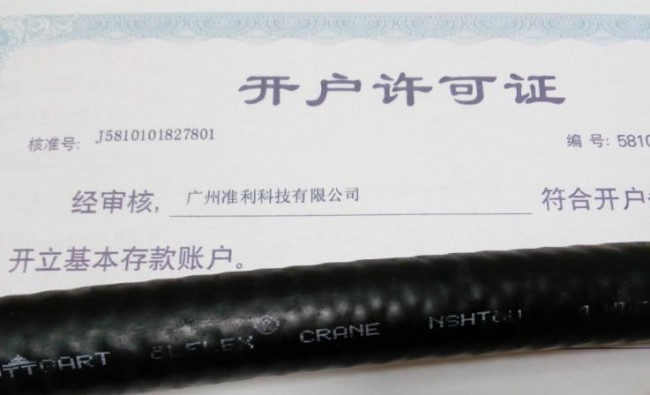 开户许可证
核准号: J5810101827801
编号: 5810
经审核, 广州准利科技有限公司 符合开户
开立基本存款账户。
CRANE